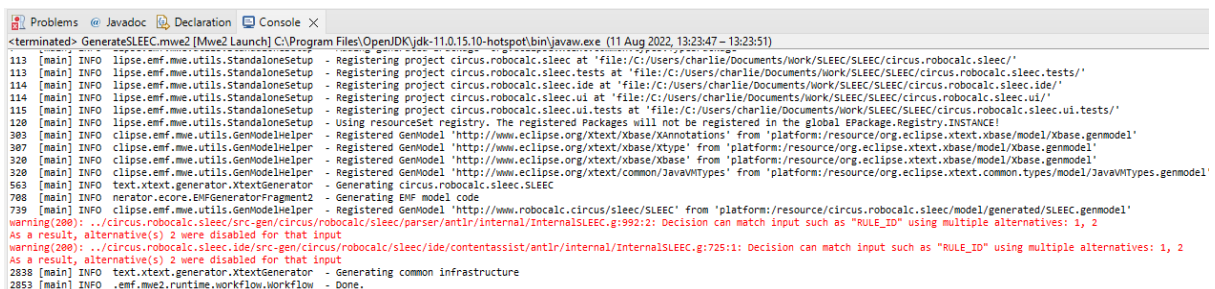 Problems @ Javadoc Declaration Console
<terminated> GenerateSLEEC.mwe2 [Mwe2 Launch] C:\Program Files\OpenJDK\jdk-11.0.15.10-hotspot\bin\javaw.exe (11 Aug 2022, 13:23:47 – 13:23:51)
113 [main] INFO lipse.emf.mwe.utils.StandaloneSetup - Registering project circus.robocalc.sleec at 'file:/C:/Users/charlie/Documents/Work/SLEEC/SLEEC/circus.robocalc.sleec/'
113 [main] INFO lipse.emf.mwe.utils.StandaloneSetup - Registering project circus.robocalc.sleec.tests at 'file:/C:/Users/charlie/Documents/Work/SLEEC/SLEEC/circus.robocalc.sleec.tests/'
114 [main] INFO lipse.emf.mwe.utils.StandaloneSetup - Registering project circus.robocalc.sleec.ide at 'file:/C:/Users/charlie/Documents/Work/SLEEC/SLEEC/circus.robocalc.sleec.ide/'
114 [main] INFO lipse.emf.mwe.utils.StandaloneSetup - Registering project circus.robocalc.sleec.ui at 'file:/C:/Users/charlie/Documents/Work/SLEEC/SLEEC/circus.robocalc.sleec.ui/'
115 [main] INFO lipse.emf.mwe.utils.StandaloneSetup - Registering project circus.robocalc.sleec.ui.tests at 'file:/C:/Users/charlie/Documents/Work/SLEEC/SLEEC/circus.robocalc.sleec.ui.tests/'
120 [main] INFO lipse.emf.mwe.utils.StandaloneSetup - Using resourceSet registry. The registered Packages will not be registered in the global EPackage.Registry.INSTANCE!
303 [main] INFO clipse.emf.mwe.utils.GenModelHelper - Registered GenModel 'http://www.eclipse.org/Xtext/Xbase/XAnnotations' from 'platform:/resource/org.eclipse.xtext.xbase/model/Xbase.genmodel'
307 [main] INFO clipse.emf.mwe.utils.GenModelHelper - Registered GenModel 'http://www.eclipse.org/xtext/xbase/Xtype' from 'platform:/resource/org.eclipse.xtext.xbase/model/Xbase.genmodel'
320 [main] INFO clipse.emf.mwe.utils.GenModelHelper - Registered GenModel 'http://www.eclipse.org/xtext/xbase/Xbase' from 'platform:/resource/org.eclipse.xtext.xbase/model/Xbase.genmodel'
320 [main] INFO clipse.emf.mwe.utils.GenModelHelper - Registered GenModel 'http://www.eclipse.org/xtext/common/JavaVMTypes' from 'platform:/resource/org.eclipse.xtext.common.types/model/JavaVMTypes.genmodel'
563 [main] INFO text.xtext.generator.XtextGenerator - Generating circus.robocalc.sleec.SLEEC
708 [main] INFO nerator.ecore.EMFGeneratorFragment2 - Generating EMF model code
739 [main] INFO clipse.emf.mwe.utils.GenModelHelper - Registered GenModel 'http://www.robocalc.circus/sleec/SLEEC' from 'platform:/resource/circus.robocalc.sleec/model/generated/SLEEC.genmodel'
warning(200): ../circus.robocalc.sleec/src-gen/circus/robocalc/sleec/parser/antlr/internal/InternalSLEEC.g:992:2: Decision can match input such as "RULE_ID" using multiple alternatives: 1, 2
As a result, alternative(s) 2 were disabled for that input
warning(200): ../circus.robocalc.sleec.ide/src-gen/circus/robocalc/sleec/ide/contentassist/antlr/internal/InternalSLEEC.g:725:1: Decision can match input such as "RULE_ID" using multiple alternatives: 1, 2
As a result, alternative(s) 2 were disabled for that input
2838 [main] INFO text.xtext.generator.XtextGenerator - Generating common infrastructure
2853 [main] INFO .emf.mwe2.runtime.workflow.Workflow - Done.